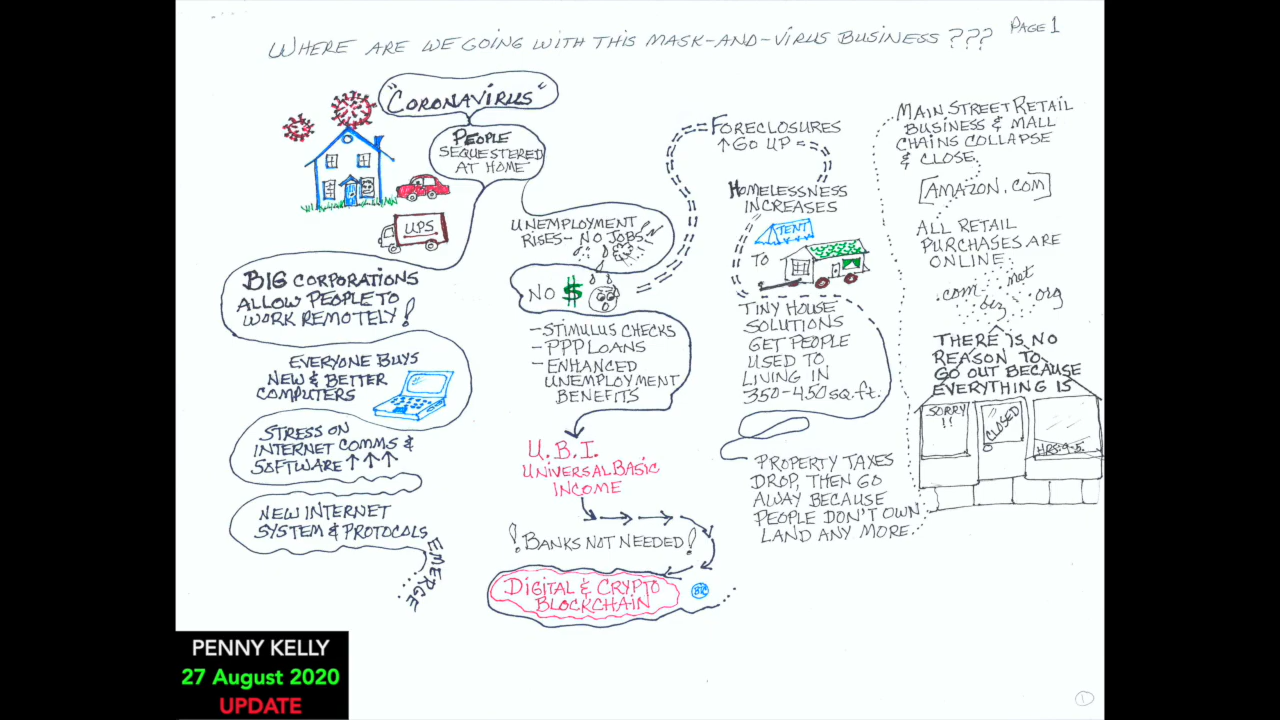 PAGE 1
WHERE ARE WE GOING WITH THIS MASK-AND-VIRUS BUSINESS???
"CORONAVIRUS"
PEOPLE
SEQUESTERED
AT HOME
UPS
BIG CORPORATIONS
ALLOW PEOPLE TO
WORK REMOTELY!
EVERYONE BUYS
NEW & BETTER
COMPUTERS
STRESS ON
INTERNET COMMS &
SOFTWARE ↑↑↑
NEW INTERNET
SYSTEM & PROTOCOLS
EMERGE
UNEMPLOYMENT
RISES- NO JOBS!
NO $
-STIMULUS CHECKS
-PPP LOANS
-ENHANCED
UNEMPLOYMENT
BENEFITS
U.B.I.
UNIVERSAL BASIC
INCOME
!BANKS NOT NEEDED!
DIGITAL & CRYPTO
BLOCKCHAIN
BTC
FORECLOSURES
↑GO UP
HOMELESSNESS
INCREASES
TENT
TO
TINY HOUSE
SOLUTIONS
GET PEOPLE
USED TO
LIVING IN
350-450 SQ. FT.
PROPERTY TAXES
DROP, THEN GO
AWAY BECAUSE
PEOPLE DON'T OWN
LAND ANY MORE.
MAIN STREET RETAIL
BUSINESS & MALL
CHAINS COLLAPSE
& CLOSE.
[AMAZON.COM]
ALL RETAIL
PURCHASES ARE
ONLINE
.com .net
.biz .org
THERE IS NO
REASON TO
GO OUT BECAUSE
EVERYTHING IS
SORRY
!!
CLOSED
HRS: 9-5
PENNY KELLY
27 August 2020
UPDATE
1